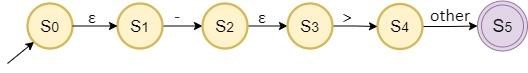 S0 ε S1 - S2 ε S3 > S4 other S5